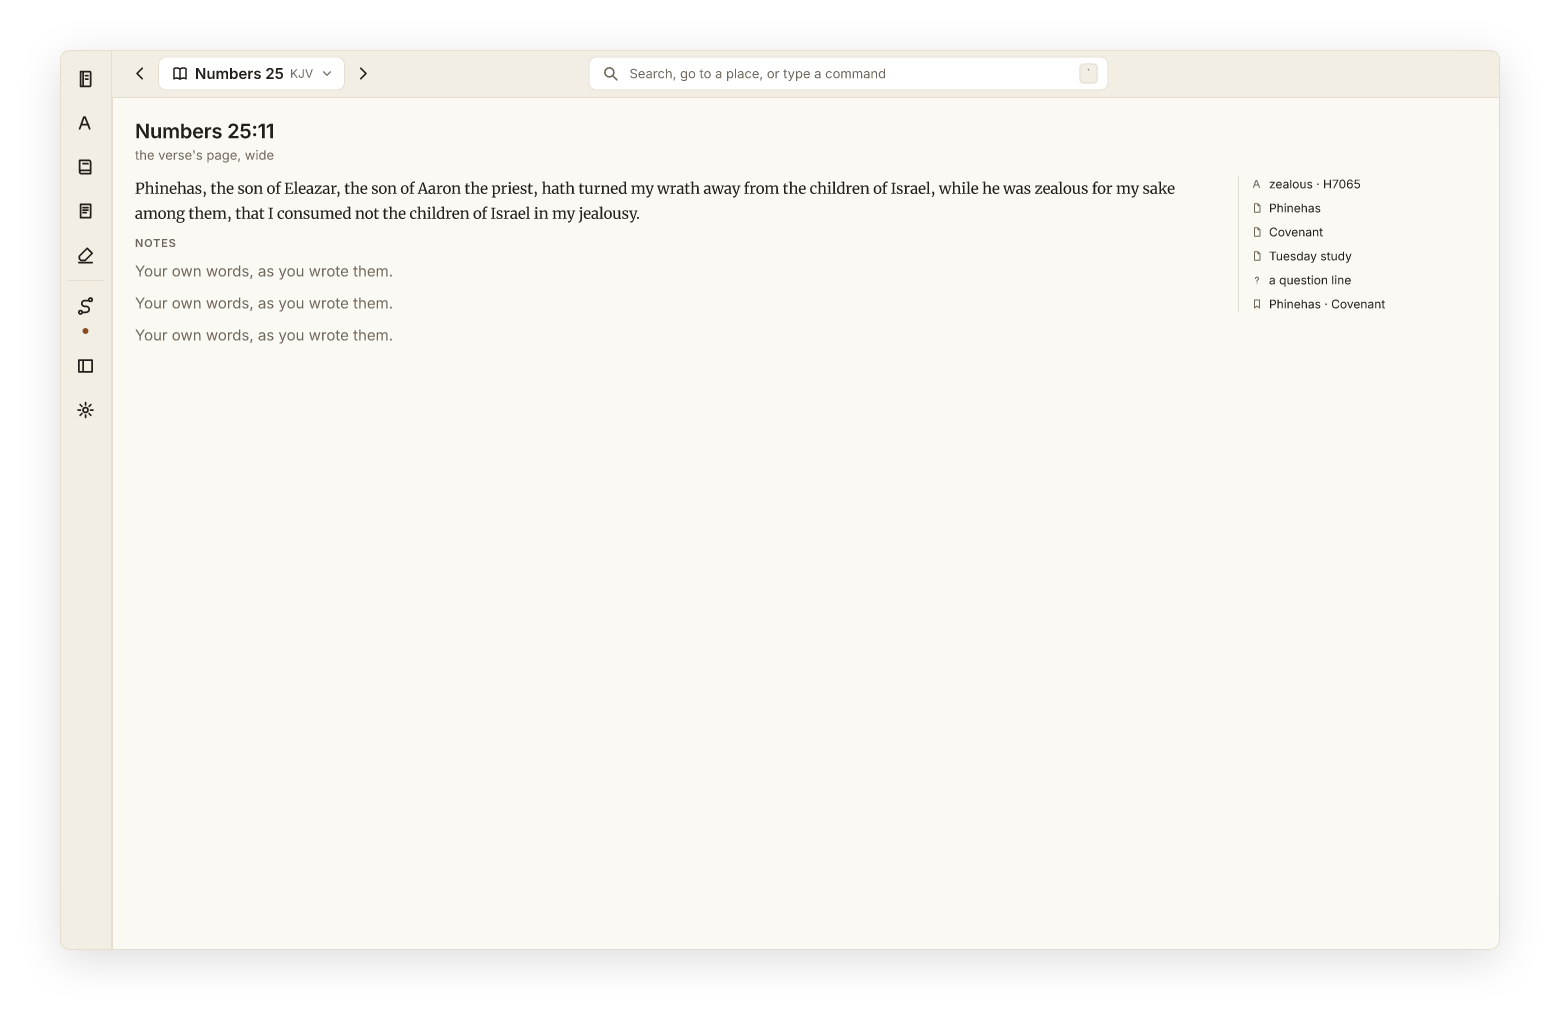 Numbers 25 KJV
Search, go to a place, or type a command
Numbers 25:11
the verse's page, wide
Phinehas, the son of Eleazar, the son of Aaron the priest, hath turned my wrath away from the children of Israel, while he was zealous for my sake
among them, that I consumed not the children of Israel in my jealousy.
NOTES
Your own words, as you wrote them.
Your own words, as you wrote them.
Your own words, as you wrote them.
A zealous · H7065
Phinehas
Covenant
Tuesday study
? a question line
Phinehas · Covenant